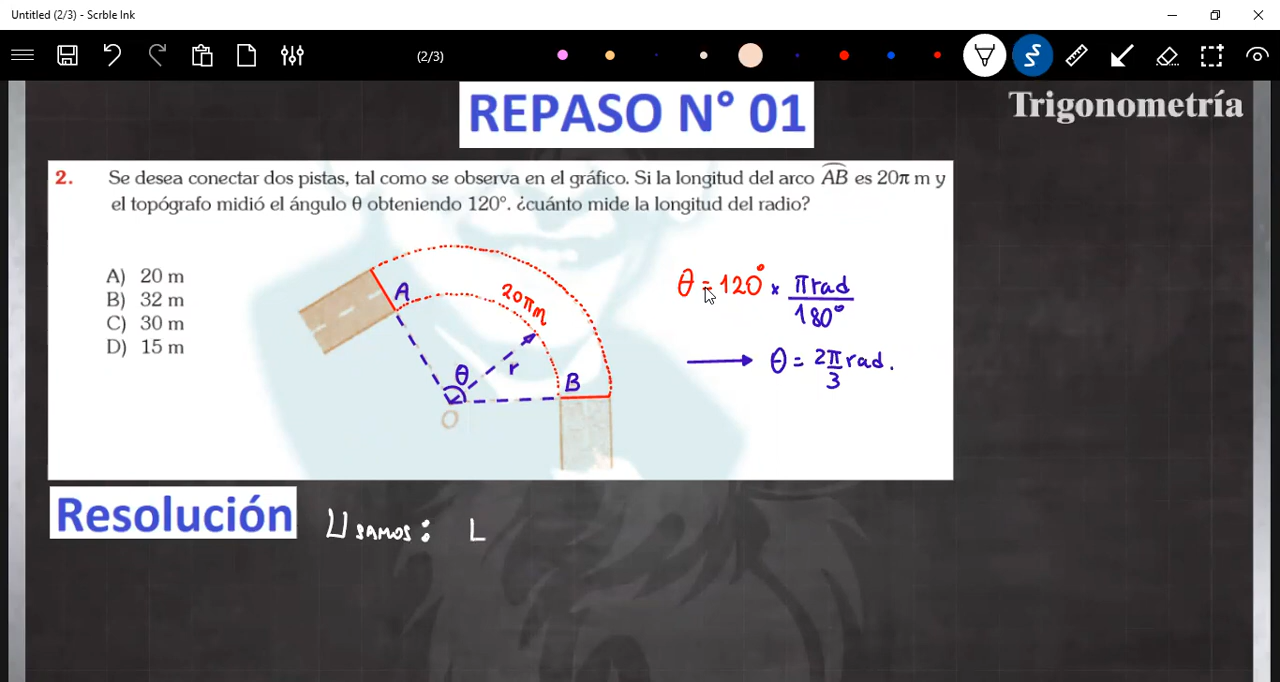 Untitled (2/3) - Scrble Ink
(2/3)
REPASO N° 01
Trigonometría
2. Se desea conectar dos pistas, tal como se observa en el gráfico. Si la longitud del arco AB es 20π m y
el topógrafo midió el ángulo θ obteniendo 120°. ¿cuánto mide la longitud del radio?
A) 20 m
B) 32 m
C) 30 m
D) 15 m
A
20πm
θ
r
B
O
θ = 120° × πrad/180°
θ = 2π/3 rad.
Resolución
Usamos: L